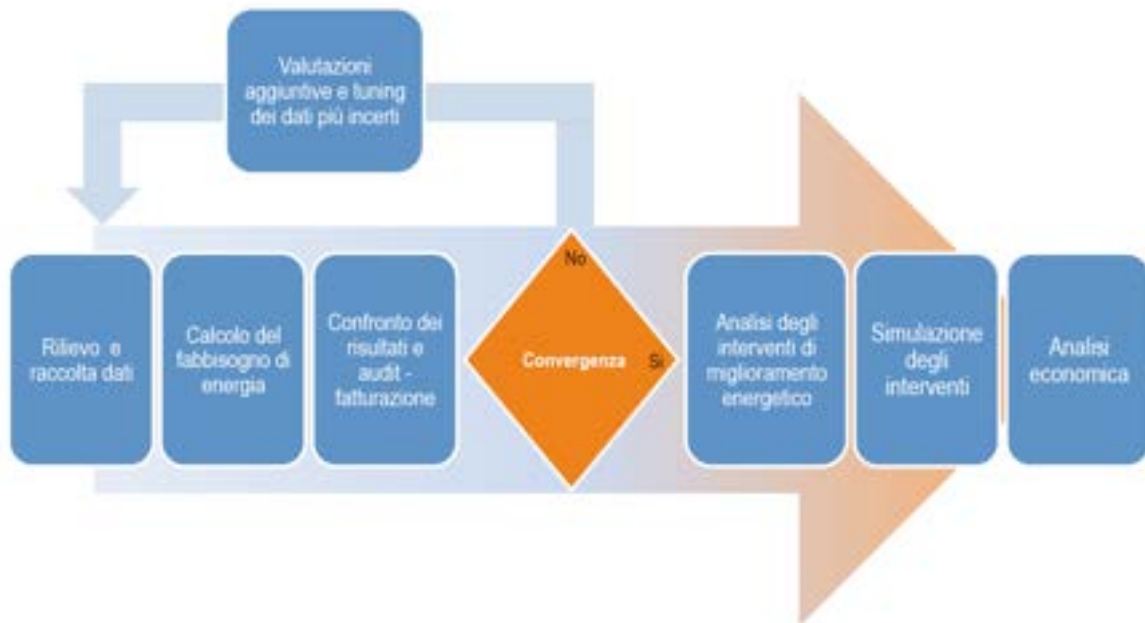 Valutazioni
aggiuntive e tuning
dei dati più incerti
Rilievo e
raccolta dati
Calcolo del
fabbisogno di
energia
Confronto dei
risultati e
audit -
fatturazione
No
Convergenza
Si
Analisi degli
interventi di
miglioramento
energetico
Simulazione
degli
interventi
Analisi
economica